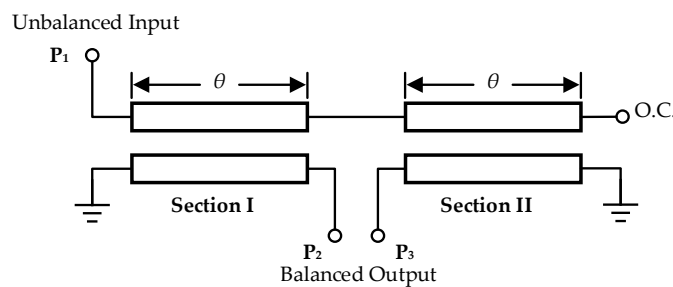 Unbalanced Input
P₁
θ
θ
O.C.
Section I
Section II
P₂
P₃
Balanced Output